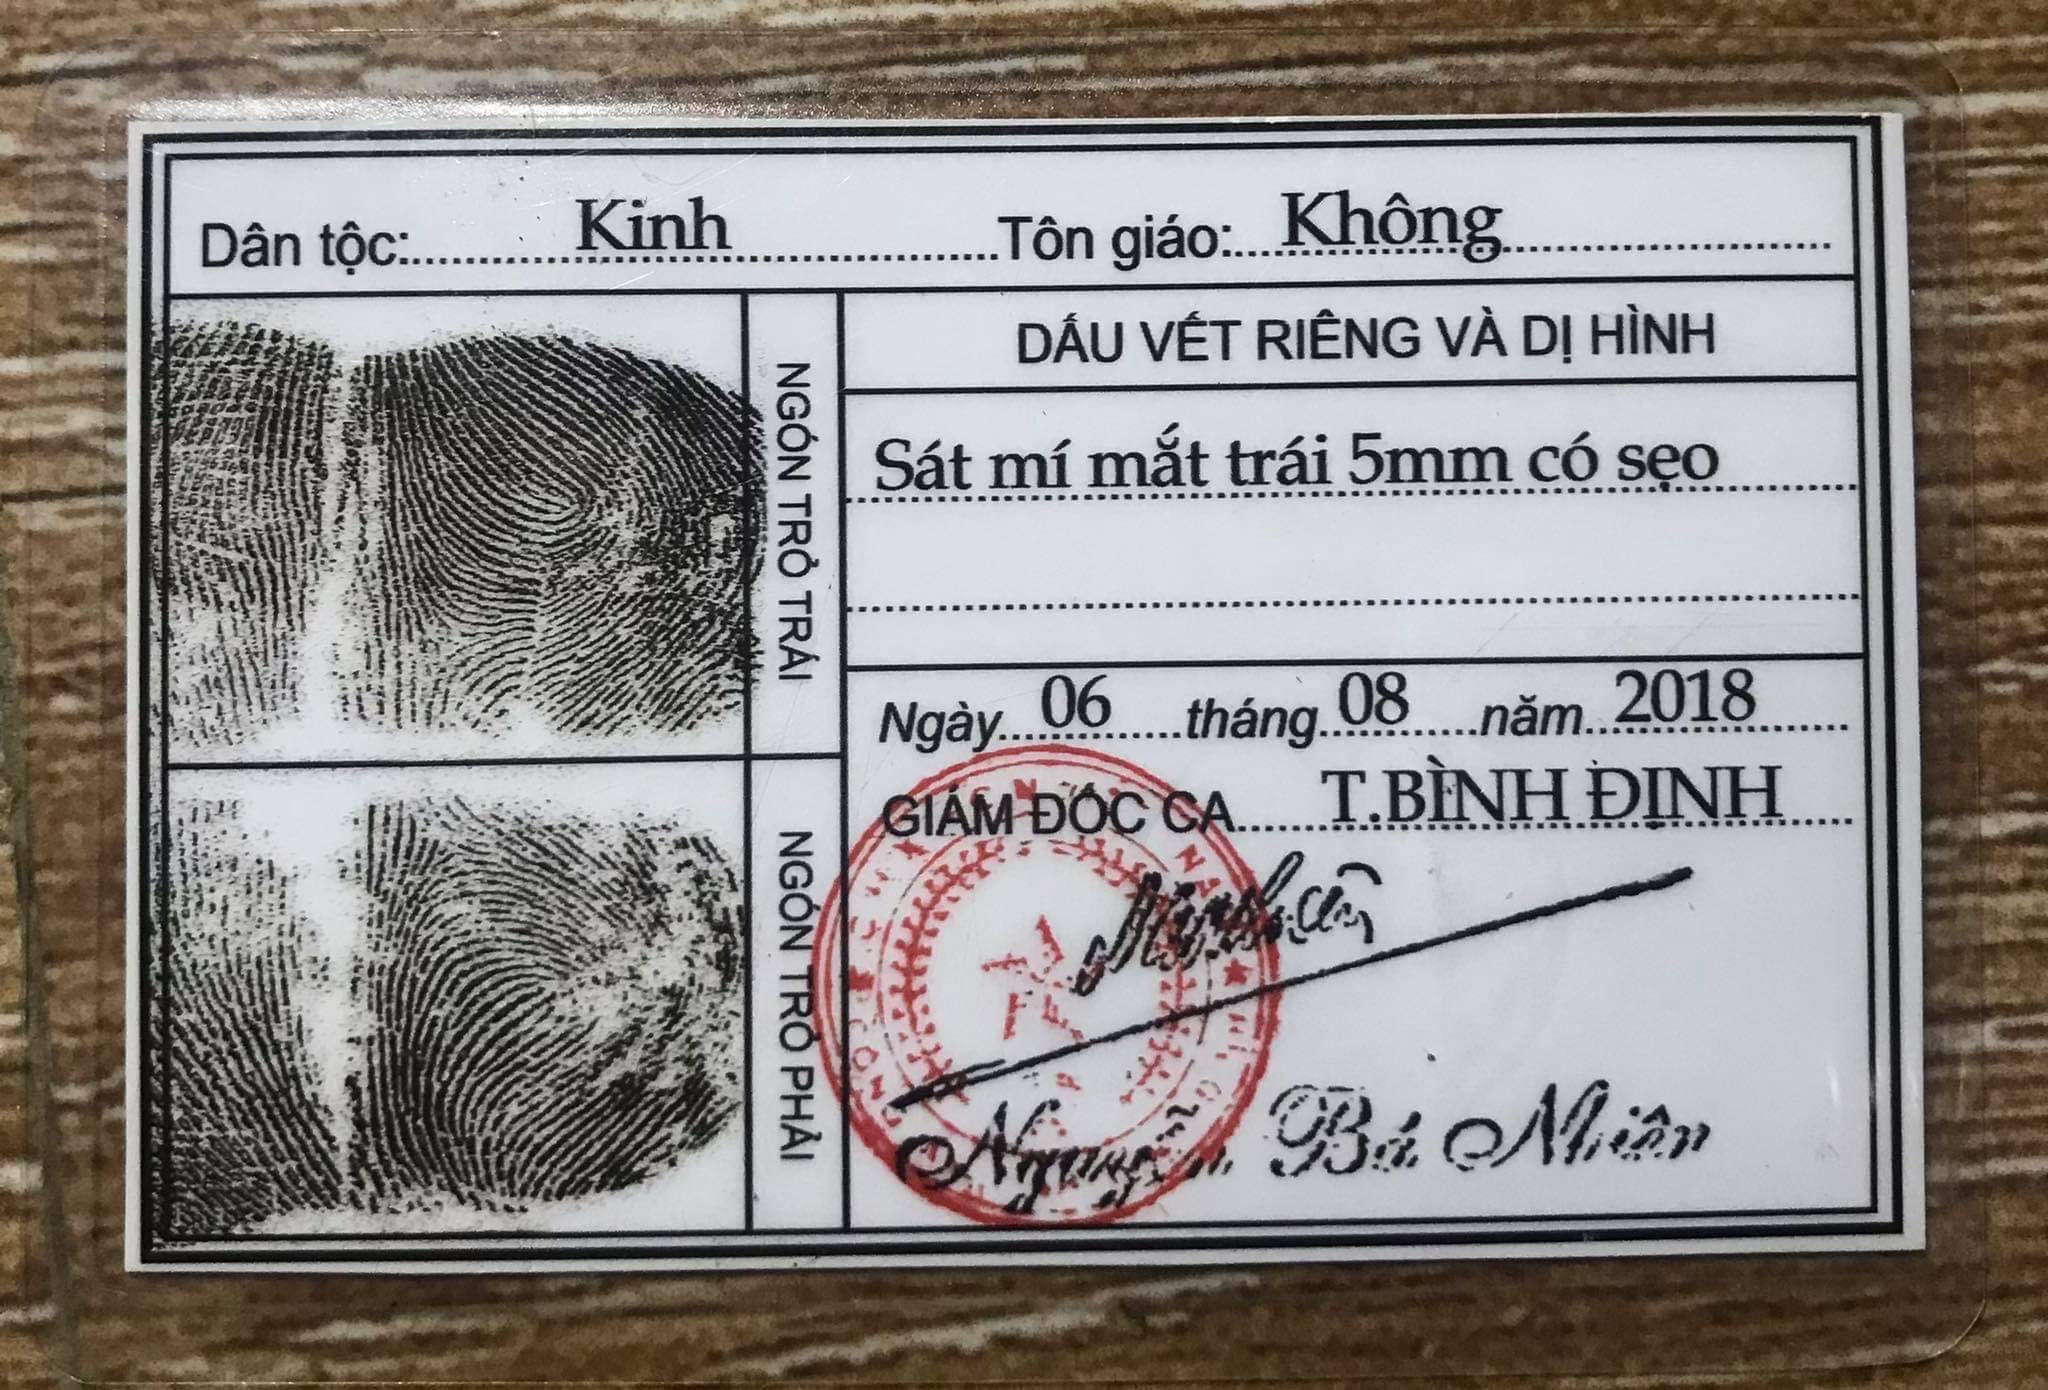 Dân tộc: Kinh Tôn giáo: Không
NGÓN TRỎ TRÁI
DẤU VẾT RIÊNG VÀ DỊ HÌNH
Sát mí mắt trái 5mm có sẹo
Ngày 06 tháng 08 năm 2018
GIÁM ĐỐC CA T.BÌNH ĐỊNH
NGÓN TRỎ PHẢI
Nguyễn Bá Nhiên